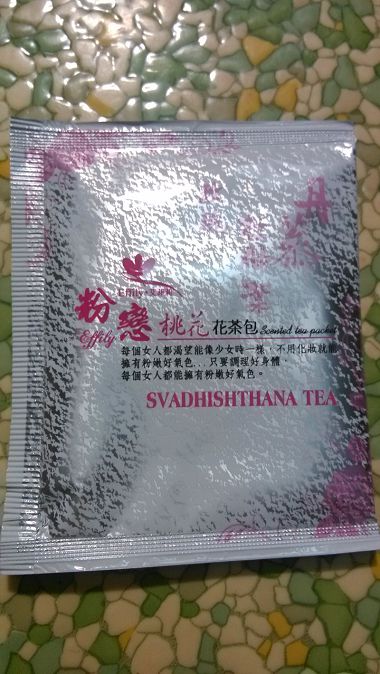 Effily
粉戀桃花花茶包
Effily Scented tea packet
每個女人都渴望能像少女時一樣，不用化妝就能
擁有粉嫩好氣色...只要調理好身體，
每個女人都能擁有粉嫩好氣色。
SVADHISHTHANA TEA